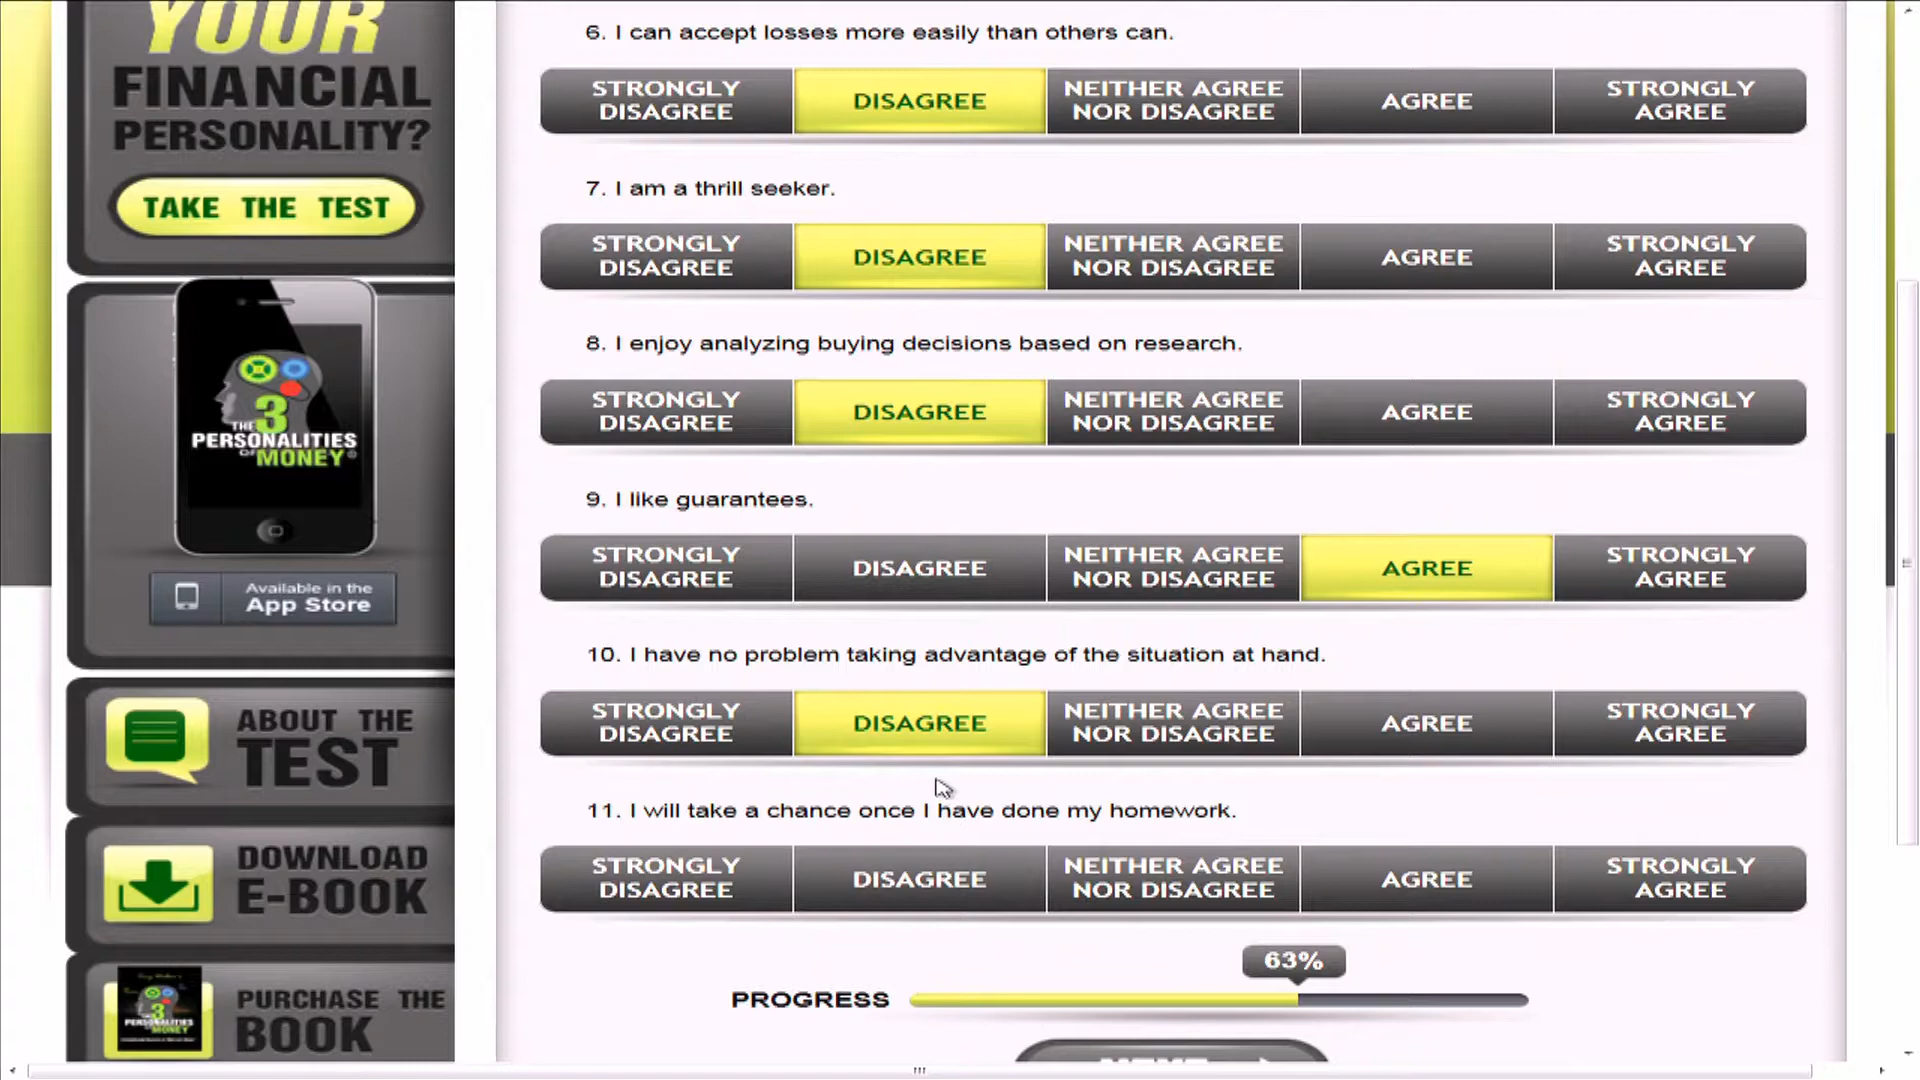 YOUR
FINANCIAL
PERSONALITY?
TAKE THE TEST
THE 3
PERSONALITIES
OF MONEY®
Available in the
App Store
ABOUT THE
TEST
DOWNLOAD
E-BOOK
THE 3
PERSONALITIES
OF MONEY
PURCHASE THE
BOOK
6. I can accept losses more easily than others can.
STRONGLY DISAGREE DISAGREE NEITHER AGREE NOR DISAGREE AGREE STRONGLY AGREE
7. I am a thrill seeker.
STRONGLY DISAGREE DISAGREE NEITHER AGREE NOR DISAGREE AGREE STRONGLY AGREE
8. I enjoy analyzing buying decisions based on research.
STRONGLY DISAGREE DISAGREE NEITHER AGREE NOR DISAGREE AGREE STRONGLY AGREE
9. I like guarantees.
STRONGLY DISAGREE DISAGREE NEITHER AGREE NOR DISAGREE AGREE STRONGLY AGREE
10. I have no problem taking advantage of the situation at hand.
STRONGLY DISAGREE DISAGREE NEITHER AGREE NOR DISAGREE AGREE STRONGLY AGREE
11. I will take a chance once I have done my homework.
STRONGLY DISAGREE DISAGREE NEITHER AGREE NOR DISAGREE AGREE STRONGLY AGREE
63%
PROGRESS